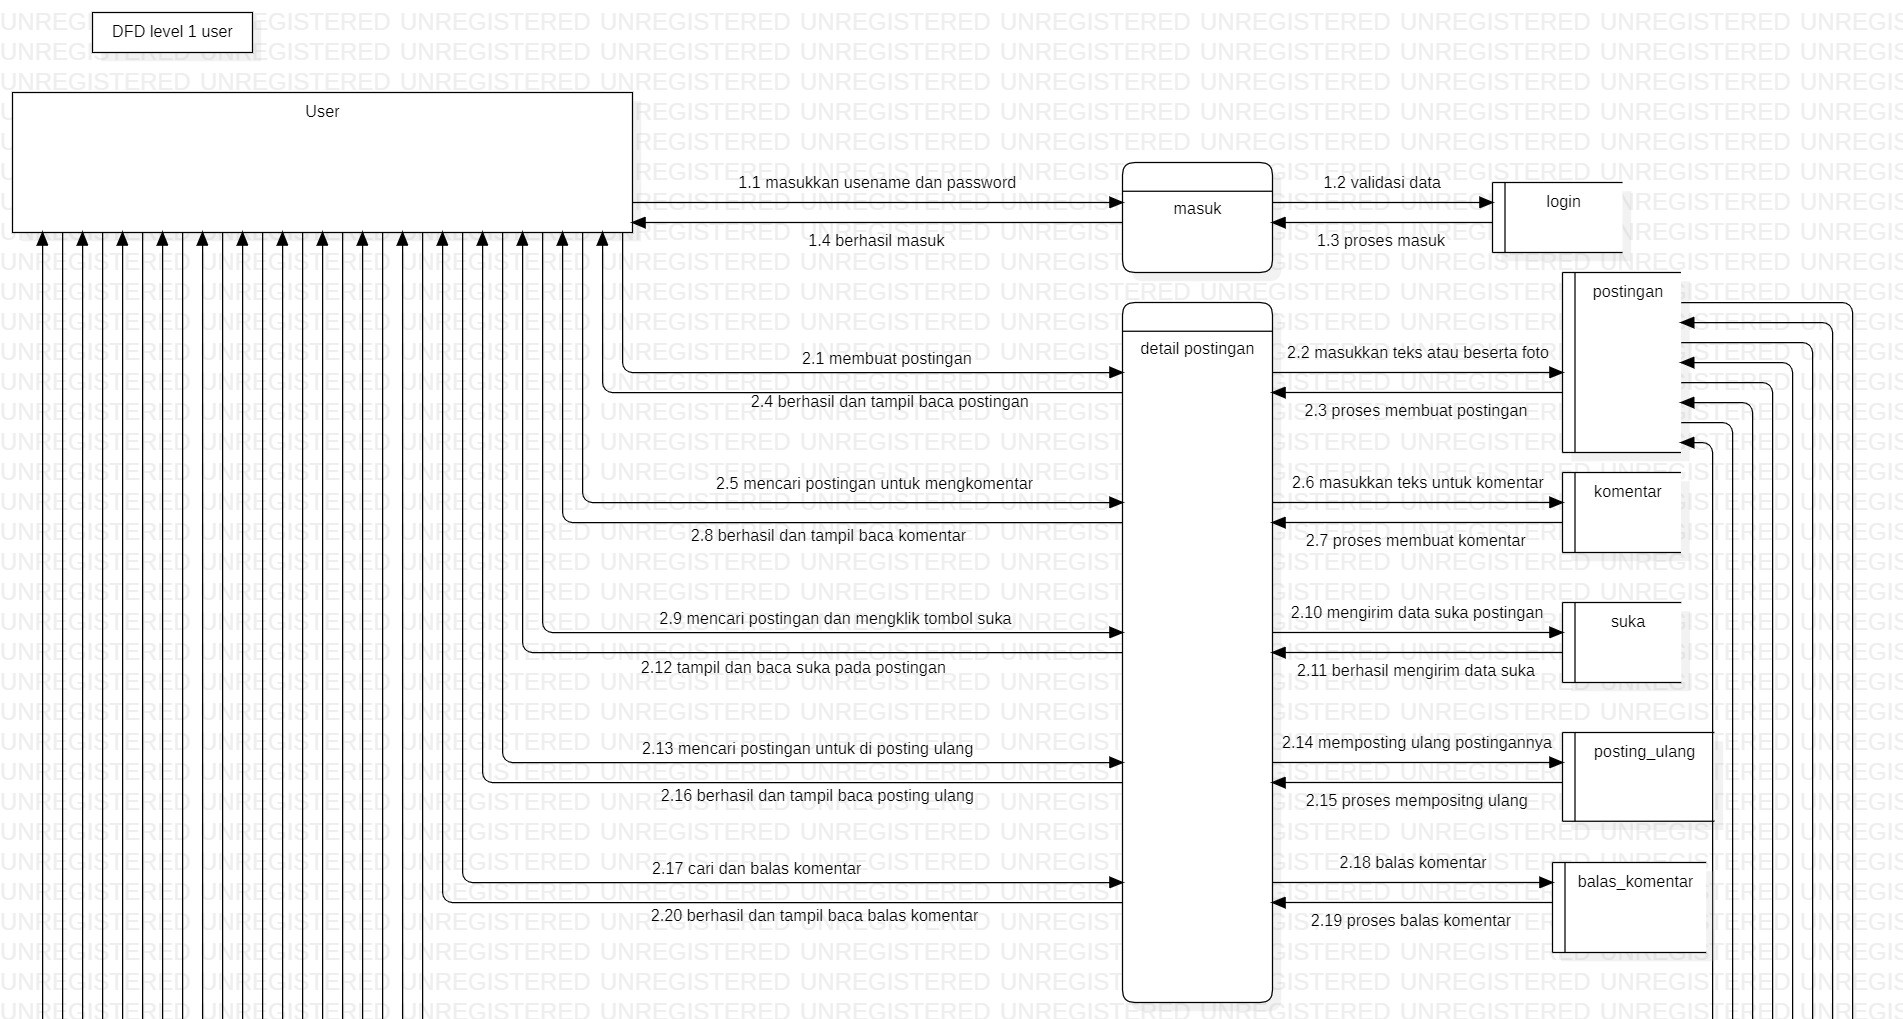 DFD level 1 user
User
1.1 masukkan usename dan password
masuk
1.2 validasi data
login
1.4 berhasil masuk
1.3 proses masuk
postingan
detail postingan
2.1 membuat postingan
2.2 masukkan teks atau beserta foto
2.4 berhasil dan tampil baca postingan
2.3 proses membuat postingan
2.5 mencari postingan untuk mengkomentar
2.6 masukkan teks untuk komentar
komentar
2.8 berhasil dan tampil baca komentar
2.7 proses membuat komentar
2.9 mencari postingan dan mengklik tombol suka
2.10 mengirim data suka postingan
suka
2.12 tampil dan baca suka pada postingan
2.11 berhasil mengirim data suka
2.13 mencari postingan untuk di posting ulang
2.14 memposting ulang postingannya
posting_ulang
2.16 berhasil dan tampil baca posting ulang
2.15 proses mempositng ulang
2.17 cari dan balas komentar
2.18 balas komentar
balas_komentar
2.20 berhasil dan tampil baca balas komentar
2.19 proses balas komentar